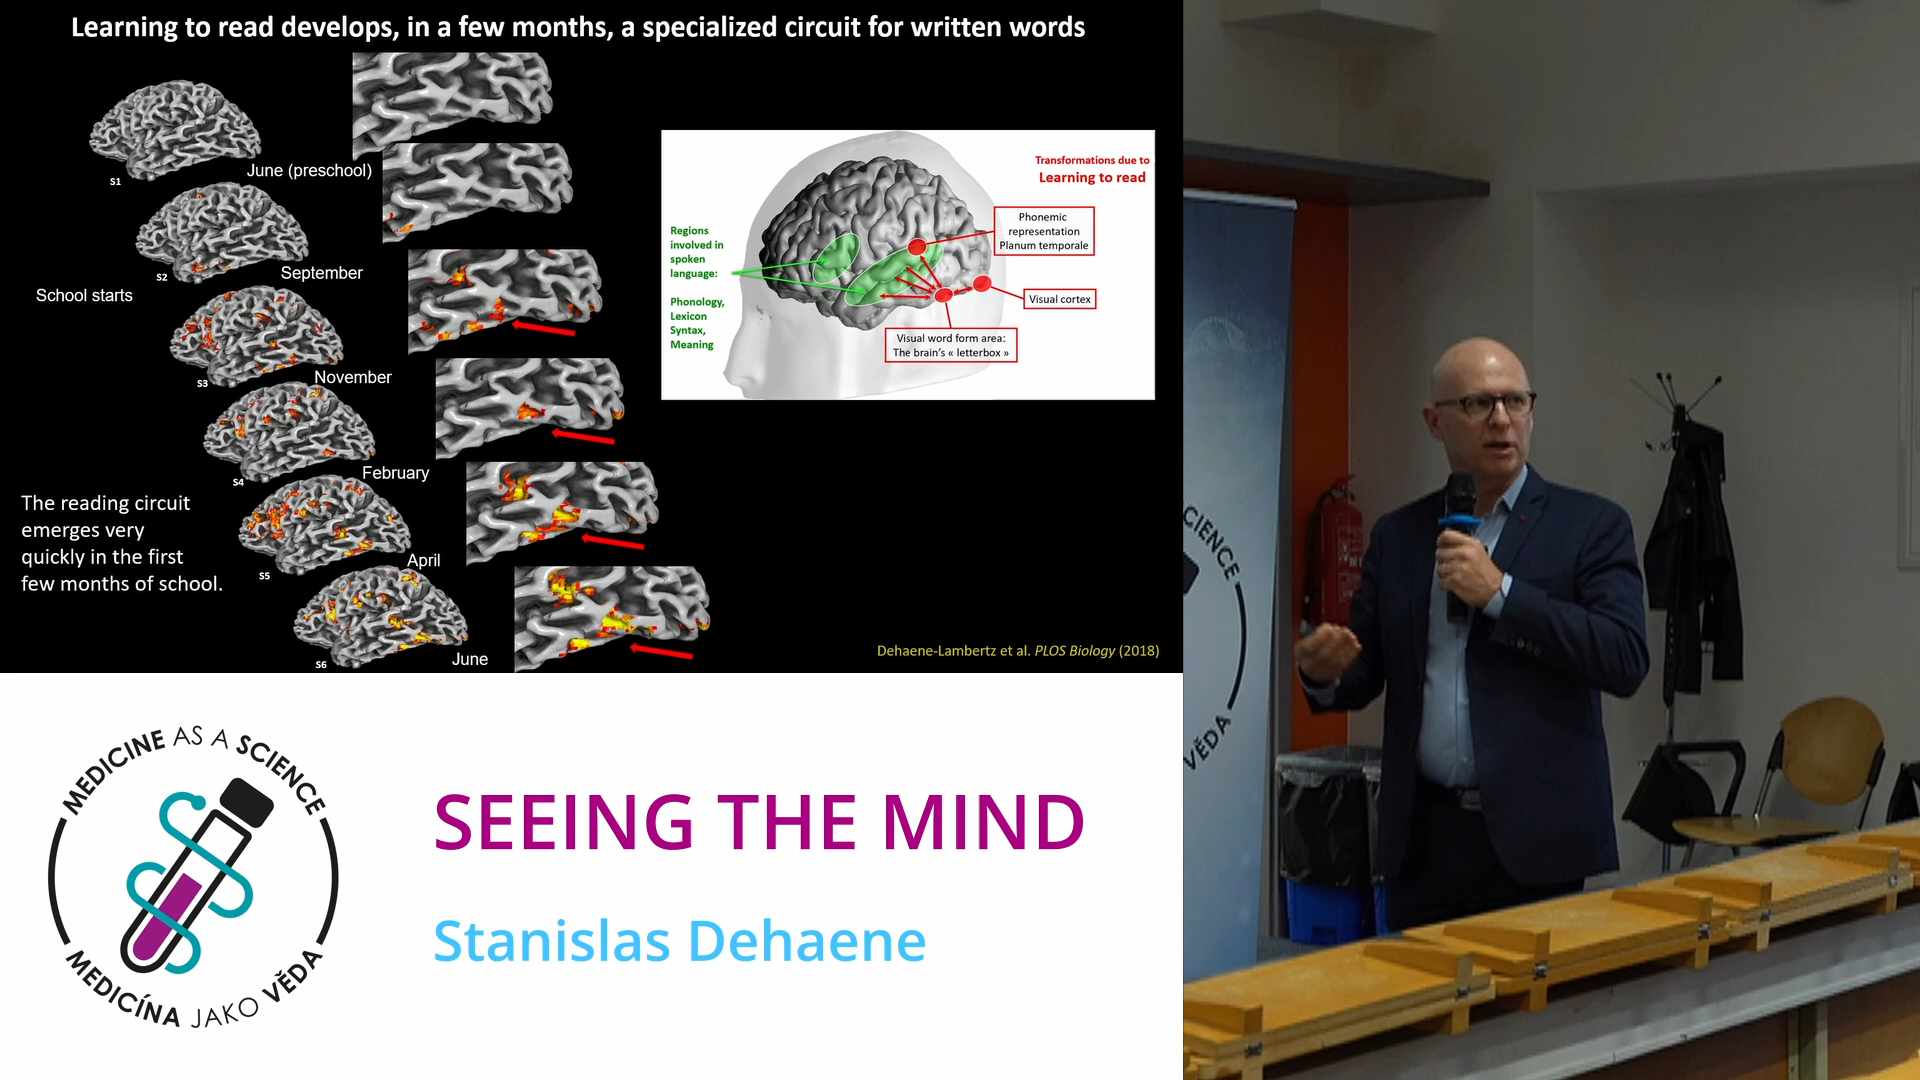 Learning to read develops, in a few months, a specialized circuit for written words
S1
June (preschool)
S2
September
School starts
S3
November
S4
February
The reading circuit
emerges very
quickly in the first
few months of school.
S5
April
S6
June
Transformations due to
Learning to read
Regions
involved in
spoken
language:
Phonology,
Lexicon
Syntax,
Meaning
Phonemic
representation
Planum temporale
Visual cortex
Visual word form area:
The brain's « letterbox »
Dehaene-Lambertz et al. PLOS Biology (2018)
MEDICINE AS A SCIENCE
MEDICÍNA JAKO VĚDA
SEEING THE MIND
Stanislas Dehaene
SCIENCE
VĚDA